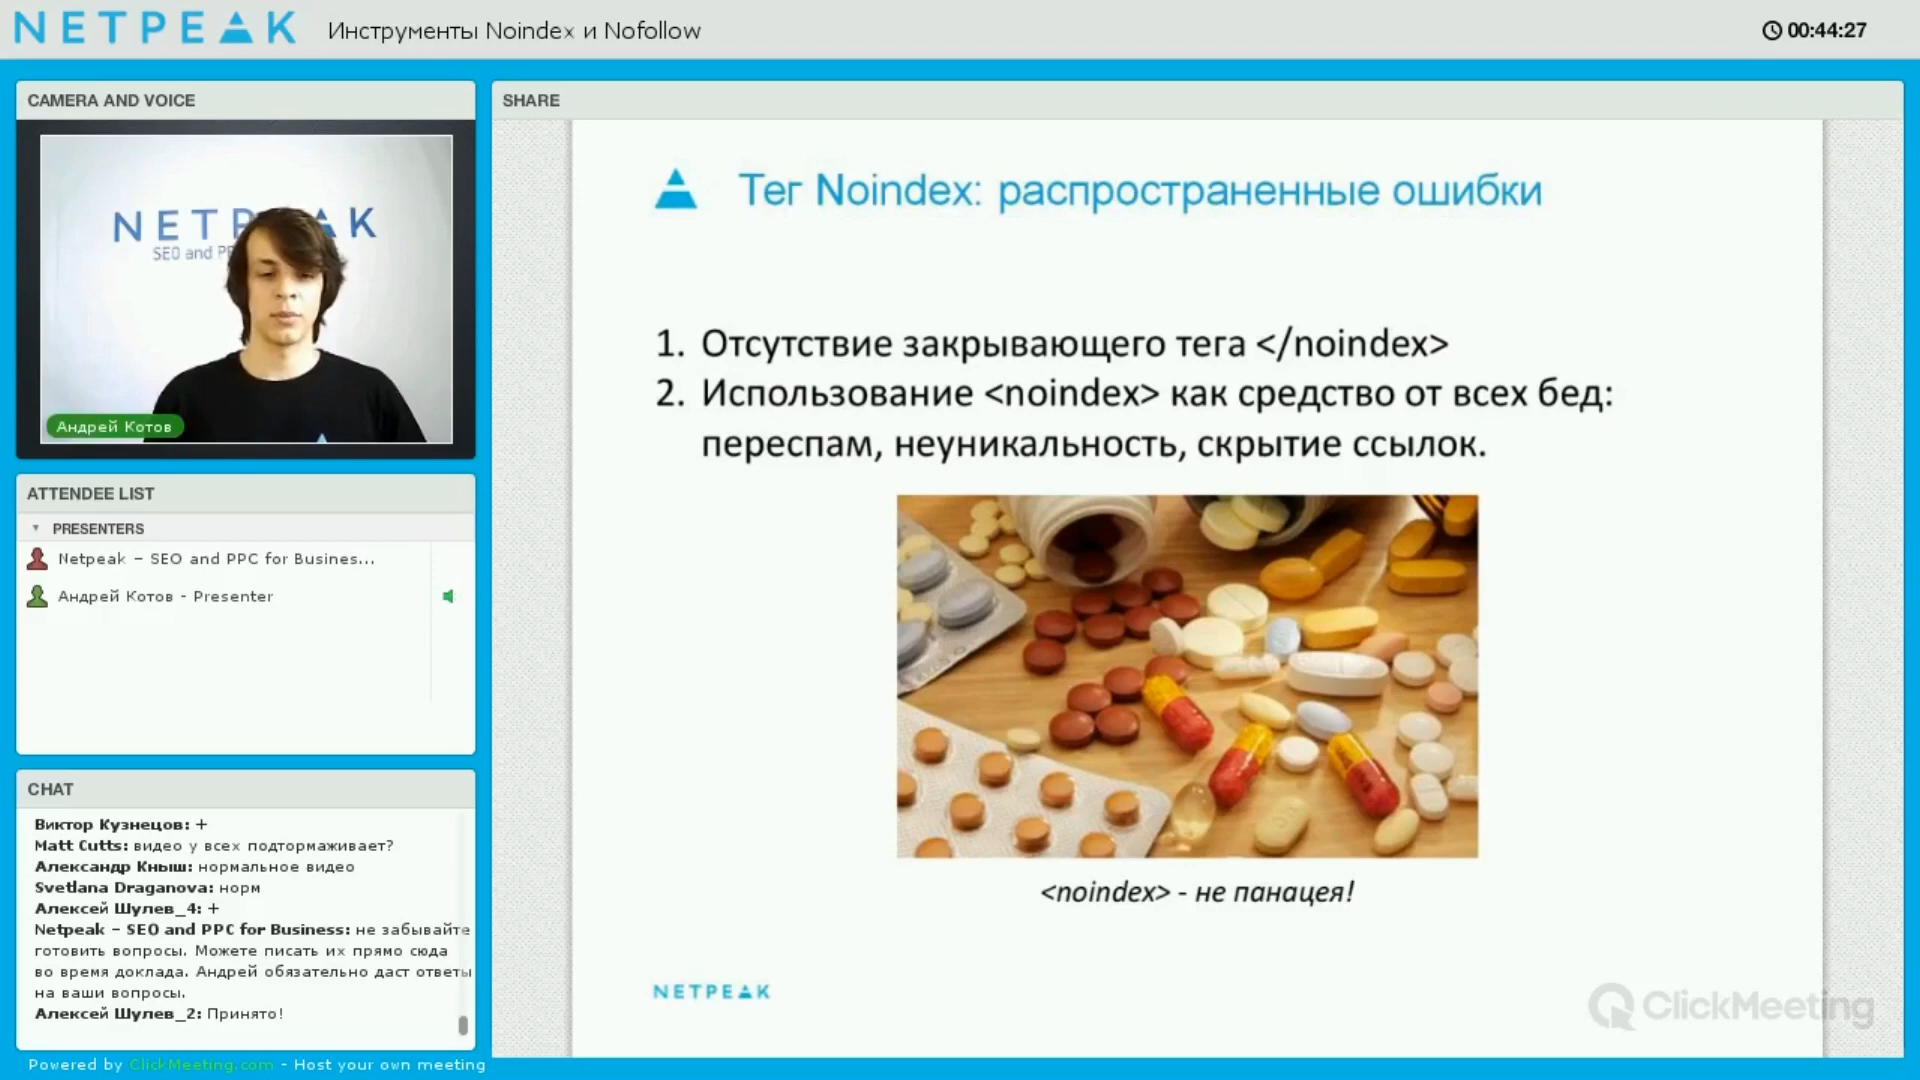 NETPEAK
Инструменты Noindex и Nofollow
00:44:27
CAMERA AND VOICE
NETPEAK
SEO and PP
Андрей Котов
ATTENDEE LIST
PRESENTERS
Netpeak – SEO and PPC for Busines...
Андрей Котов - Presenter
CHAT
Виктор Кузнецов: +
Matt Cutts: видео у всех подтормаживает?
Александр Кныш: нормальное видео
Svetlana Draganova: норм
Алексей Шулев_4: +
Netpeak – SEO and PPC for Business: не забывайте
готовить вопросы. Можете писать их прямо сюда
во время доклада. Андрей обязательно даст ответы
на ваши вопросы.
Алексей Шулев_2: Принято!
Powered by ClickMeeting.com - Host your own meeting
SHARE
Тег Noindex: распространенные ошибки
1. Отсутствие закрывающего тега </noindex>
2. Использование <noindex> как средство от всех бед:
переспам, неуникальность, скрытие ссылок.
<noindex> - не панацея!
NETPEAK
ClickMeeting